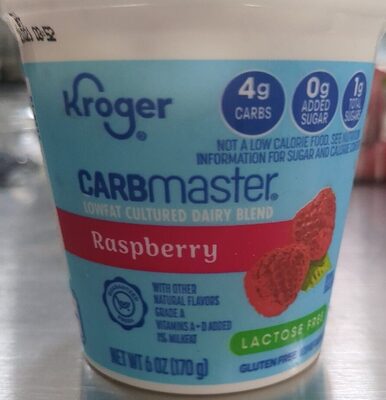 Kroger®
4g CARBS
0g ADDED SUGAR
1g TOTAL SUGARS
NOT A LOW CALORIE FOOD. SEE NUTRITION
INFORMATION FOR SUGAR AND CALORIE CONTENT
CARBmaster®
LOWFAT CULTURED DAIRY BLEND
Raspberry
WITH OTHER
NATURAL FLAVORS
GRADE A
VITAMINS A + D ADDED
1% MILKFAT
LACTOSE FREE
GLUTEN FREE
NET WT 6 OZ (170 g)